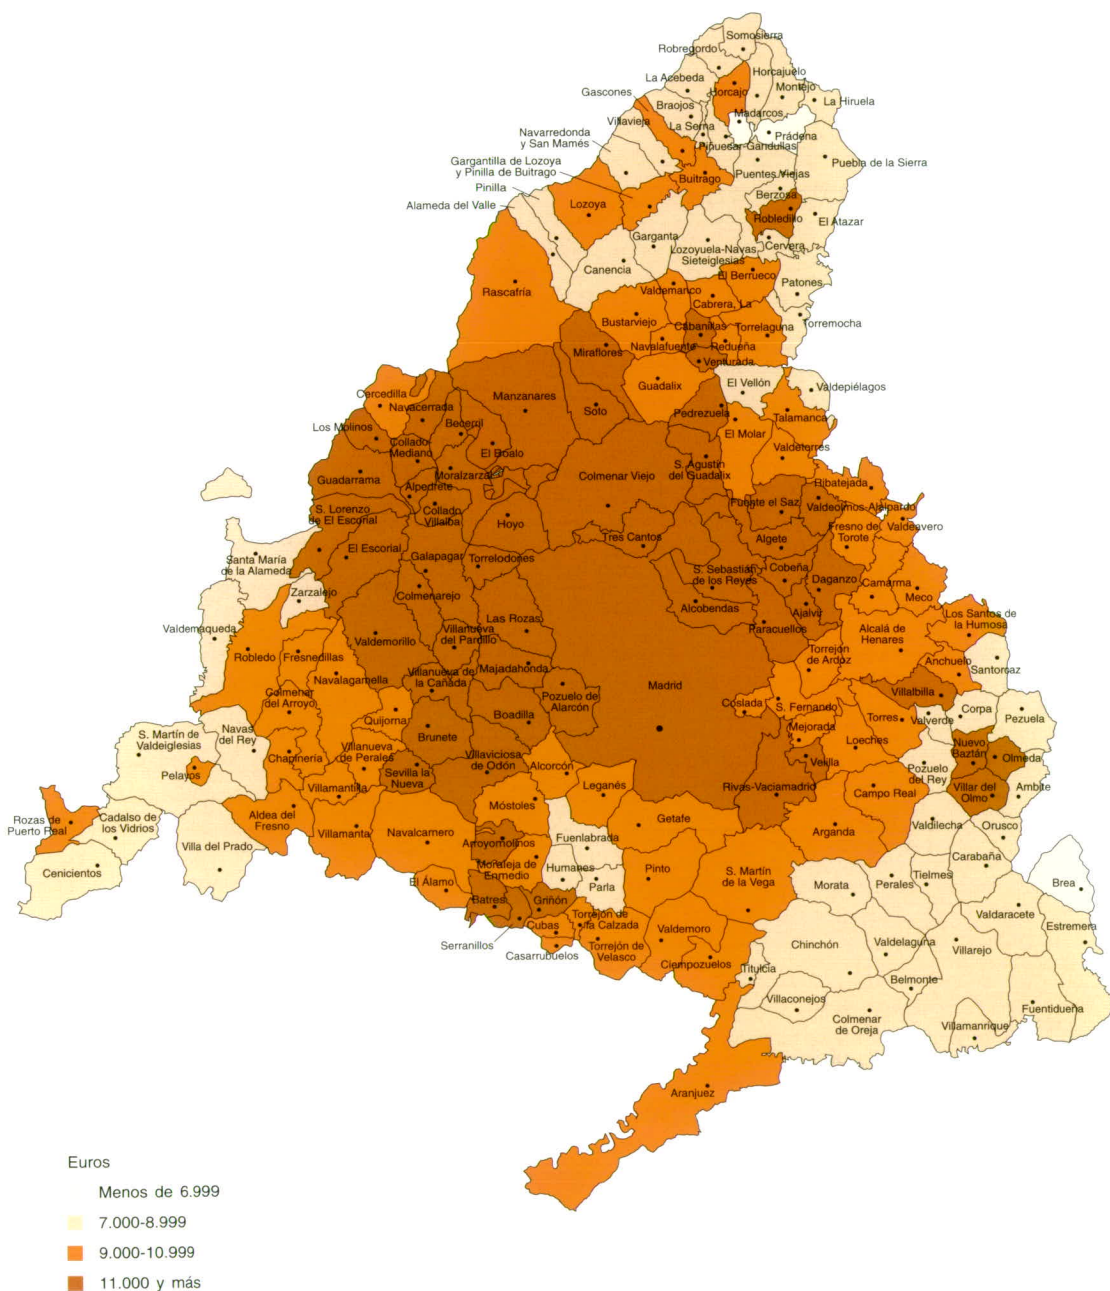 Somosierra
Robregordo
Horcajuelo
La Acebeda
Montejo
Gascones
Horcajo
La Hiruela
Braojos
Madarcos
Villavieja
La Serna
Prádena
Navarredonda
y San Mamés
Piñuesar-Gandullas
Puebla de la Sierra
Gargantilla de Lozoya
y Pinilla de Buitrago
Puentes Viejas
Buitrago
Pinilla
Berzosa
Alameda del Valle
Lozoya
Robledillo
El Atazar
Garganta
Lozoyuela-Navas
Sieteiglesias
Cervera
Canencia
El Berrueco
Rascafría
Valdemanco
Patones
Cabrera, La
Bustarviejo
Cabanillas
Torrelaguna
Torremocha
Navalafuente
Redueña
Miraflores
Venturada
Guadalix
El Vellón
Valdepiélagos
Cercedilla
Manzanares
Navacerrada
Soto
Pedrezuela
Talamanca
Los Molinos
Becerril
El Molar
Collado-
Mediano
El Boalo
Valdetorres
Guadarrama
Moralzarzal
Colmenar Viejo
S. Agustín
del Guadalix
Ribatejada
Alpedrete
Fuente el Saz
Valdeolmos-Alalpardo
S. Lorenzo
de El Escorial
Collado
Villalba
Hoyo
Fresno del
Torote
Valdeavero
Tres Cantos
Algete
El Escorial
Galapagar
Torrelodones
Santa María
de la Alameda
S. Sebastián
de los Reyes
Cobeña
Daganzo
Camarma
Zarzalejo
Colmenarejo
Meco
Alcobendas
Ajalvir
Los Santos de
la Humosa
Valdemaqueda
Las Rozas
Paracuellos
Alcalá de
Henares
Valdemorillo
Villanueva
del Pardillo
Robledo
Fresnedillas
Torrejón
de Ardoz
Anchuelo
Santorcaz
Majadahonda
Navalagamella
Villanueva de
la Cañada
Pozuelo de
Alarcón
Madrid
Villalbilla
Colmenar
del Arroyo
Coslada
S. Fernando
Corpa
Quijorna
Boadilla
Torres
Valverde
Pezuela
Navas
del Rey
S. Martín de
Valdeiglesias
Brunete
Mejorada
Loeches
Nuevo
Baztán
Olmeda
Chapinería
Villanueva
de Perales
Villaviciosa
de Odón
Velilla
Alcorcón
Pozuelo
del Rey
Pelayos
Sevilla la
Nueva
Leganés
Rivas-Vaciamadrid
Campo Real
Villar del
Olmo
Ambite
Villamantilla
Móstoles
Rozas de
Puerto Real
Cadalso de
los Vidrios
Aldea del
Fresno
Villamanta
Navalcarnero
Getafe
Arganda
Valdilecha
Orusco
Fuenlabrada
Arroyomolinos
Villa del Prado
Moraleja de
Enmedio
Carabaña
Cenicientos
Humanes
Pinto
S. Martín
de la Vega
Tielmes
Perales
Brea
El Álamo
Parla
Morata
Batres
Griñón
Valdaracete
Torrejón de
la Calzada
Cubas
Valdemoro
Estremera
Serranillos
Chinchón
Valdelaguna
Villarejo
Casarrubuelos
Torrejón de
Velasco
Ciempozuelos
Titulcia
Belmonte
Villaconejos
Colmenar
de Oreja
Fuentidueña
Villamanrique
Aranjuez
Euros
Menos de 6.999
7.000-8.999
9.000-10.999
11.000 y más